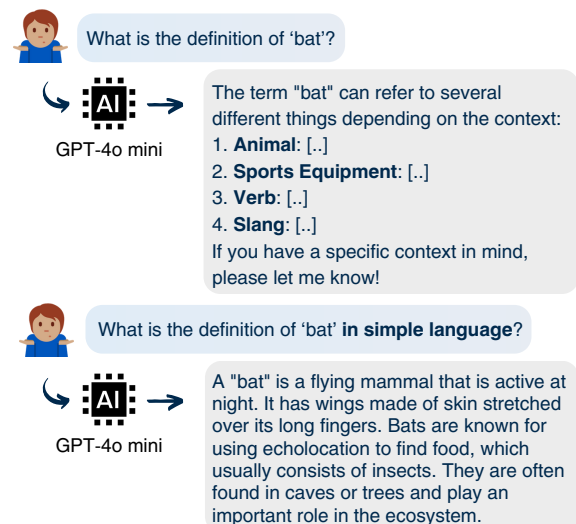 What is the definition of ‘bat’?
AI
GPT-4o mini
The term "bat" can refer to several
different things depending on the context:
1. Animal: [..]
2. Sports Equipment: [..]
3. Verb: [..]
4. Slang: [..]
If you have a specific context in mind,
please let me know!
What is the definition of ‘bat’ in simple language?
AI
GPT-4o mini
A "bat" is a flying mammal that is active at
night. It has wings made of skin stretched
over its long fingers. Bats are known for
using echolocation to find food, which
usually consists of insects. They are often
found in caves or trees and play an
important role in the ecosystem.